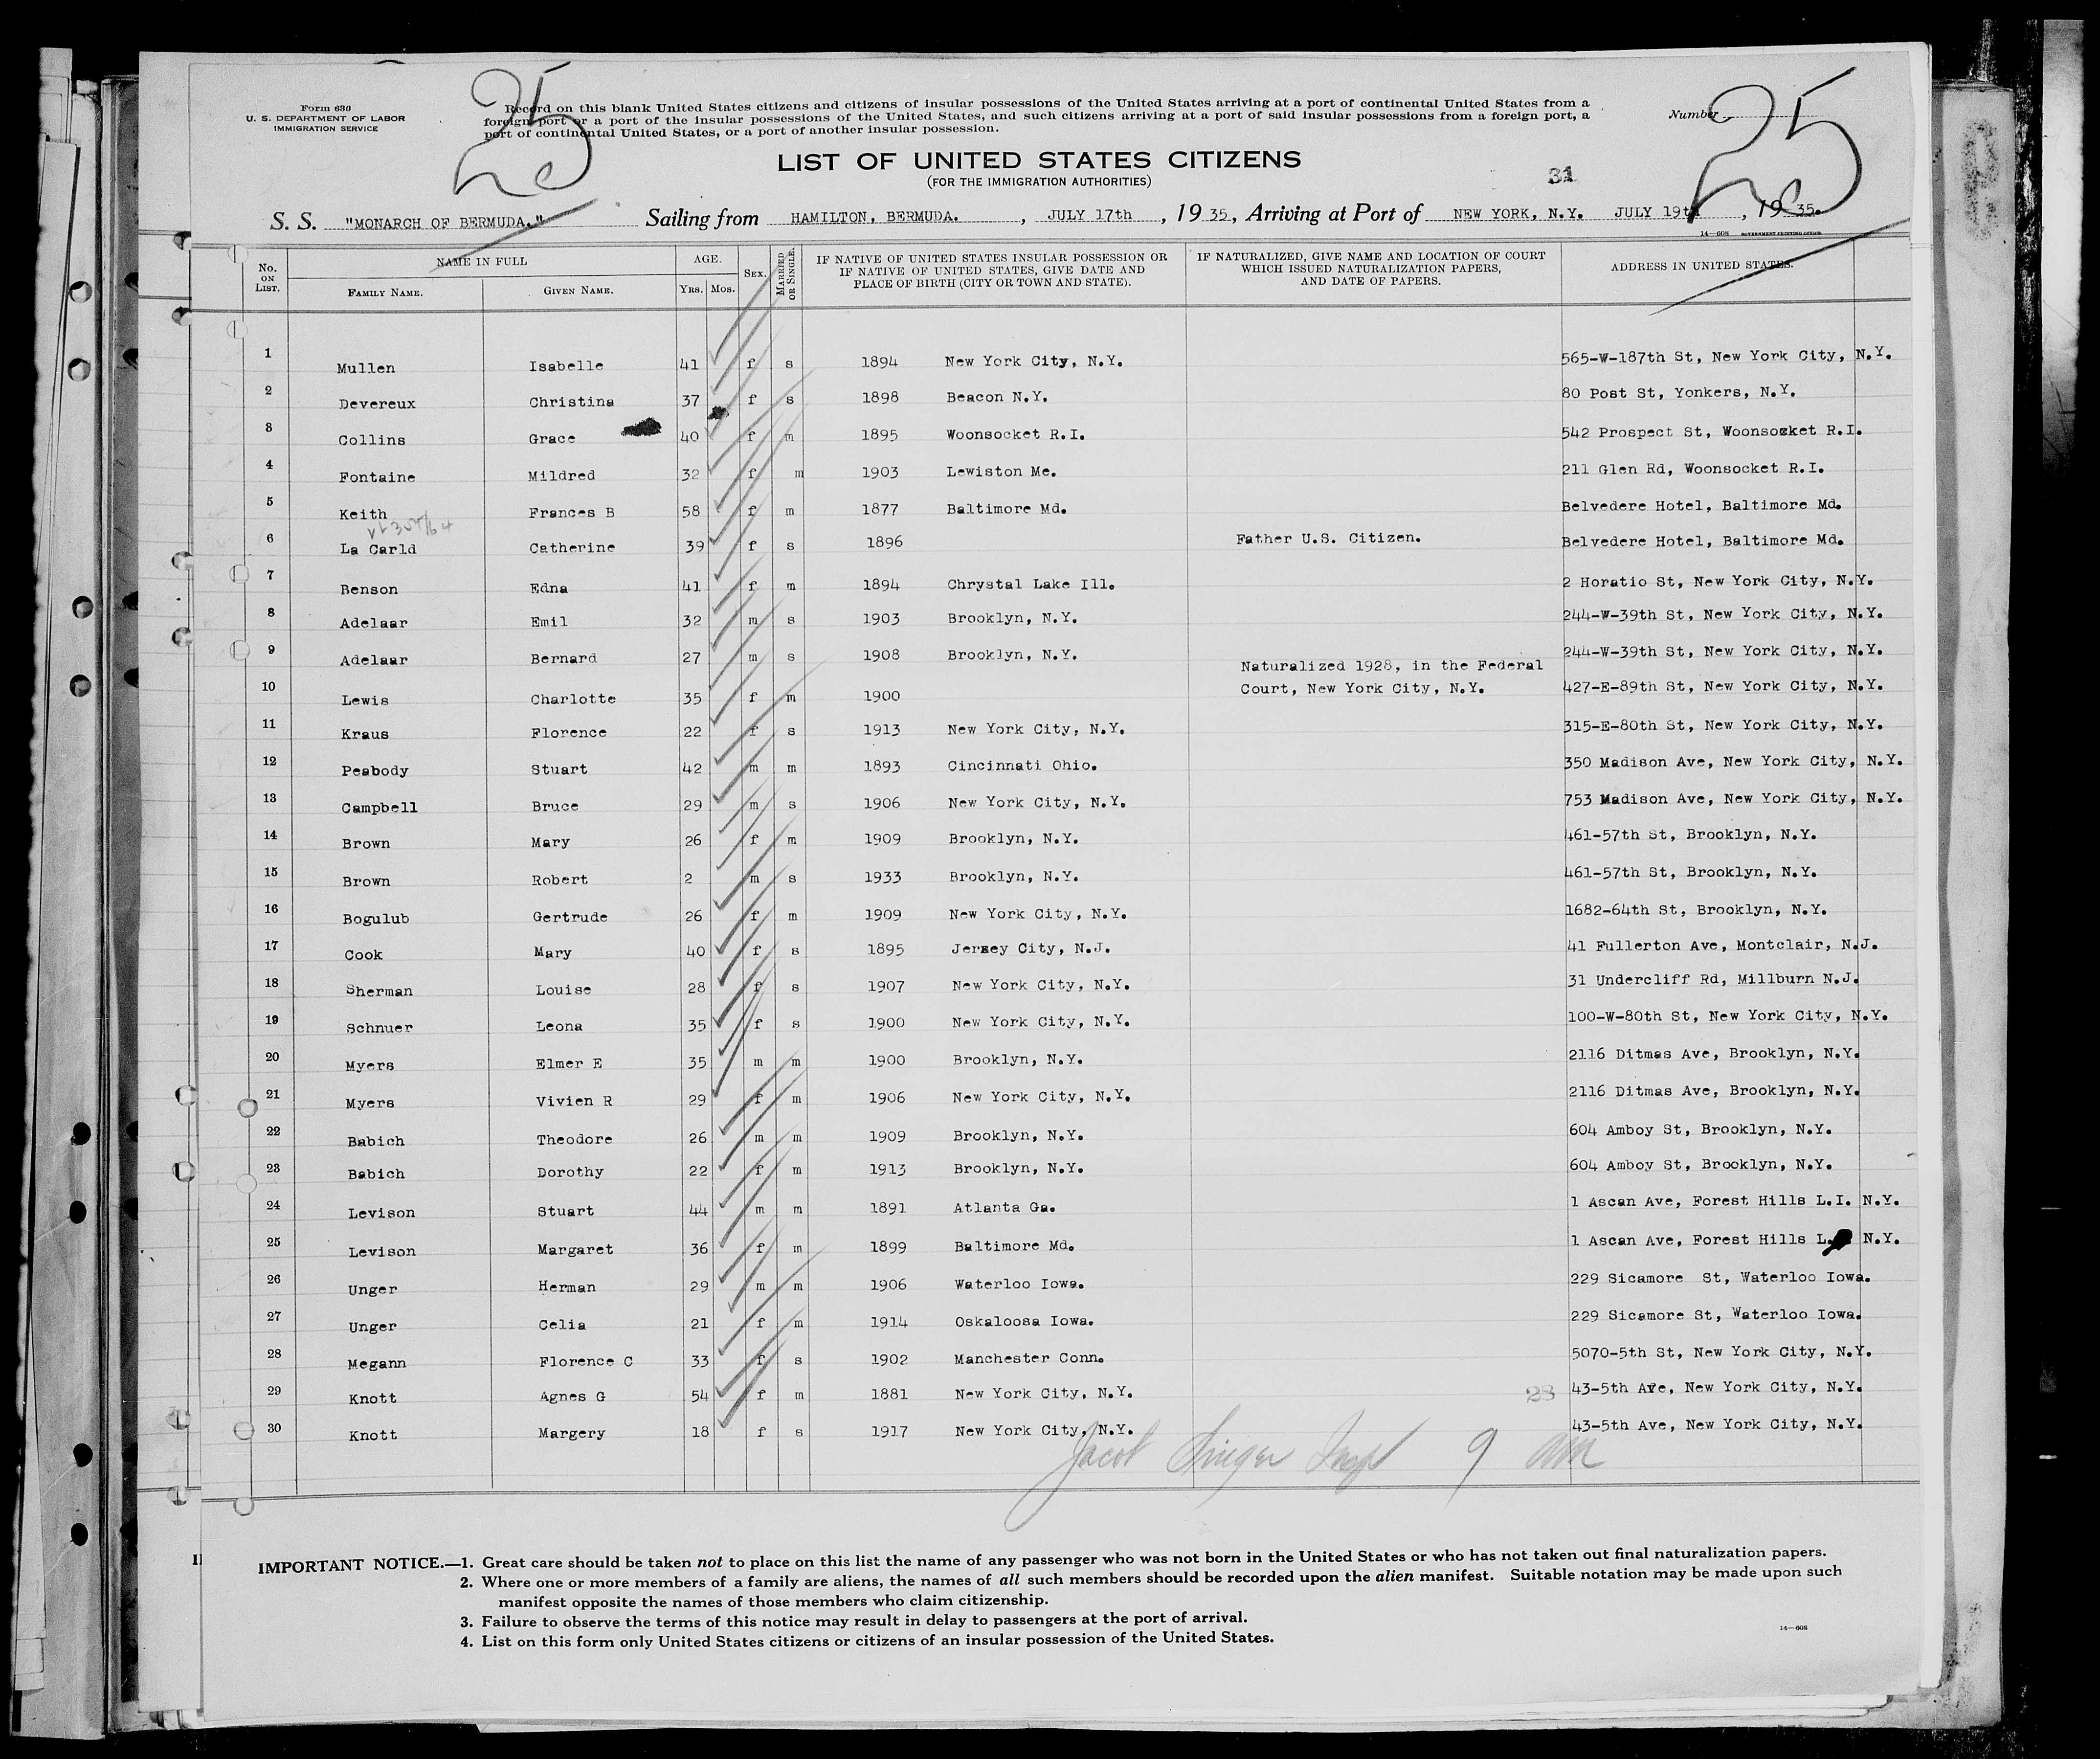 Form 630
U. S. DEPARTMENT OF LABOR
IMMIGRATION SERVICE
25
Record on this blank United States citizens and citizens of insular possessions of the United States arriving at a port of continental United States from a
foreign port or a port of the insular possessions of the United States, and such citizens arriving at a port of said insular possessions from a foreign port, a
port of continental United States, or a port of another insular possession.
Number
25
LIST OF UNITED STATES CITIZENS
(FOR THE IMMIGRATION AUTHORITIES)
31
S. S. "MONARCH OF BERMUDA." Sailing from HAMILTON, BERMUDA. , JULY 17th , 19 35, Arriving at Port of NEW YORK, N.Y. JULY 19th , 19 35.
14—608 GOVERNMENT PRINTING OFFICE
No. ON LIST. NAME IN FULL FAMILY NAME. GIVEN NAME. AGE. YRS. MOS. SEX. MARRIED OR SINGLE. IF NATIVE OF UNITED STATES INSULAR POSSESSION OR IF NATIVE OF UNITED STATES, GIVE DATE AND PLACE OF BIRTH (CITY OR TOWN AND STATE). IF NATURALIZED, GIVE NAME AND LOCATION OF COURT WHICH ISSUED NATURALIZATION PAPERS, AND DATE OF PAPERS. ADDRESS IN UNITED STATES.
1 Mullen Isabelle 41 f s 1894 New York City, N.Y. 565-W-187th St, New York City, N.Y.
2 Devereux Christina 37 f s 1898 Beacon N.Y. 80 Post St, Yonkers, N.Y.
3 Collins Grace 40 f m 1895 Woonsocket R.I. 542 Prospect St, Woonsocket R.I.
4 Fontaine Mildred 32 f m 1903 Lewiston Me. 211 Glen Rd, Woonsocket R.I.
5 Keith Frances B 58 f m 1877 Baltimore Md. Belvedere Hotel, Baltimore Md.
6 La Carld Catherine 39 f s 1896 Father U.S. Citizen. Belvedere Hotel, Baltimore Md.
7 Benson Edna 41 f m 1894 Chrystal Lake Ill. 2 Horatio St, New York City, N.Y.
8 Adelaar Emil 32 m s 1903 Brooklyn, N.Y. 244-W-39th St, New York City, N.Y.
9 Adelaar Bernard 27 m s 1908 Brooklyn, N.Y. 244-W-39th St, New York City, N.Y.
10 Lewis Charlotte 35 f m 1900 Naturalized 1928, in the Federal Court, New York City, N.Y. 427-E-89th St, New York City, N.Y.
11 Kraus Florence 22 f s 1913 New York City, N.Y. 315-E-80th St, New York City, N.Y.
12 Peabody Stuart 42 m m 1893 Cincinnati Ohio. 350 Madison Ave, New York City, N.Y.
13 Campbell Bruce 29 m s 1906 New York City, N.Y. 753 Madison Ave, New York City, N.Y.
14 Brown Mary 26 f m 1909 Brooklyn, N.Y. 461-57th St, Brooklyn, N.Y.
15 Brown Robert 2 m s 1933 Brooklyn, N.Y. 461-57th St, Brooklyn, N.Y.
16 Bogulub Gertrude 26 f m 1909 New York City, N.Y. 1682-64th St, Brooklyn, N.Y.
17 Cook Mary 40 f s 1895 Jersey City, N.J. 41 Fullerton Ave, Montclair, N.J.
18 Sherman Louise 28 f s 1907 New York City, N.Y. 31 Undercliff Rd, Millburn N.J.
19 Schnuer Leona 35 f s 1900 New York City, N.Y. 100-W-80th St, New York City, N.Y.
20 Myers Elmer E 35 m m 1900 Brooklyn, N.Y. 2116 Ditmas Ave, Brooklyn, N.Y.
21 Myers Vivien R 29 f m 1906 New York City, N.Y. 2116 Ditmas Ave, Brooklyn, N.Y.
22 Babich Theodore 26 m m 1909 Brooklyn, N.Y. 604 Amboy St, Brooklyn, N.Y.
23 Babich Dorothy 22 f m 1913 Brooklyn, N.Y. 604 Amboy St, Brooklyn, N.Y.
24 Levison Stuart 44 m m 1891 Atlanta Ga. 1 Ascan Ave, Forest Hills L.I. N.Y.
25 Levison Margaret 36 f m 1899 Baltimore Md. 1 Ascan Ave, Forest Hills L. N.Y.
26 Unger Herman 29 m m 1906 Waterloo Iowa. 229 Sicamore St, Waterloo Iowa.
27 Unger Celia 21 f m 1914 Oskaloosa Iowa. 229 Sicamore St, Waterloo Iowa.
28 Megann Florence C 33 f s 1902 Manchester Conn. 5070-5th St, New York City, N.Y.
29 Knott Agnes G 54 f m 1881 New York City, N.Y. 23 43-5th Ave, New York City, N.Y.
30 Knott Margery 18 f s 1917 New York City, N.Y. 43-5th Ave, New York City, N.Y.
Jacob Singer Insp 9 am
IMPORTANT NOTICE.—1. Great care should be taken not to place on this list the name of any passenger who was not born in the United States or who has not taken out final naturalization papers.
2. Where one or more members of a family are aliens, the names of all such members should be recorded upon the alien manifest. Suitable notation may be made upon such
manifest opposite the names of those members who claim citizenship.
3. Failure to observe the terms of this notice may result in delay to passengers at the port of arrival.
4. List on this form only United States citizens or citizens of an insular possession of the United States.
14—608